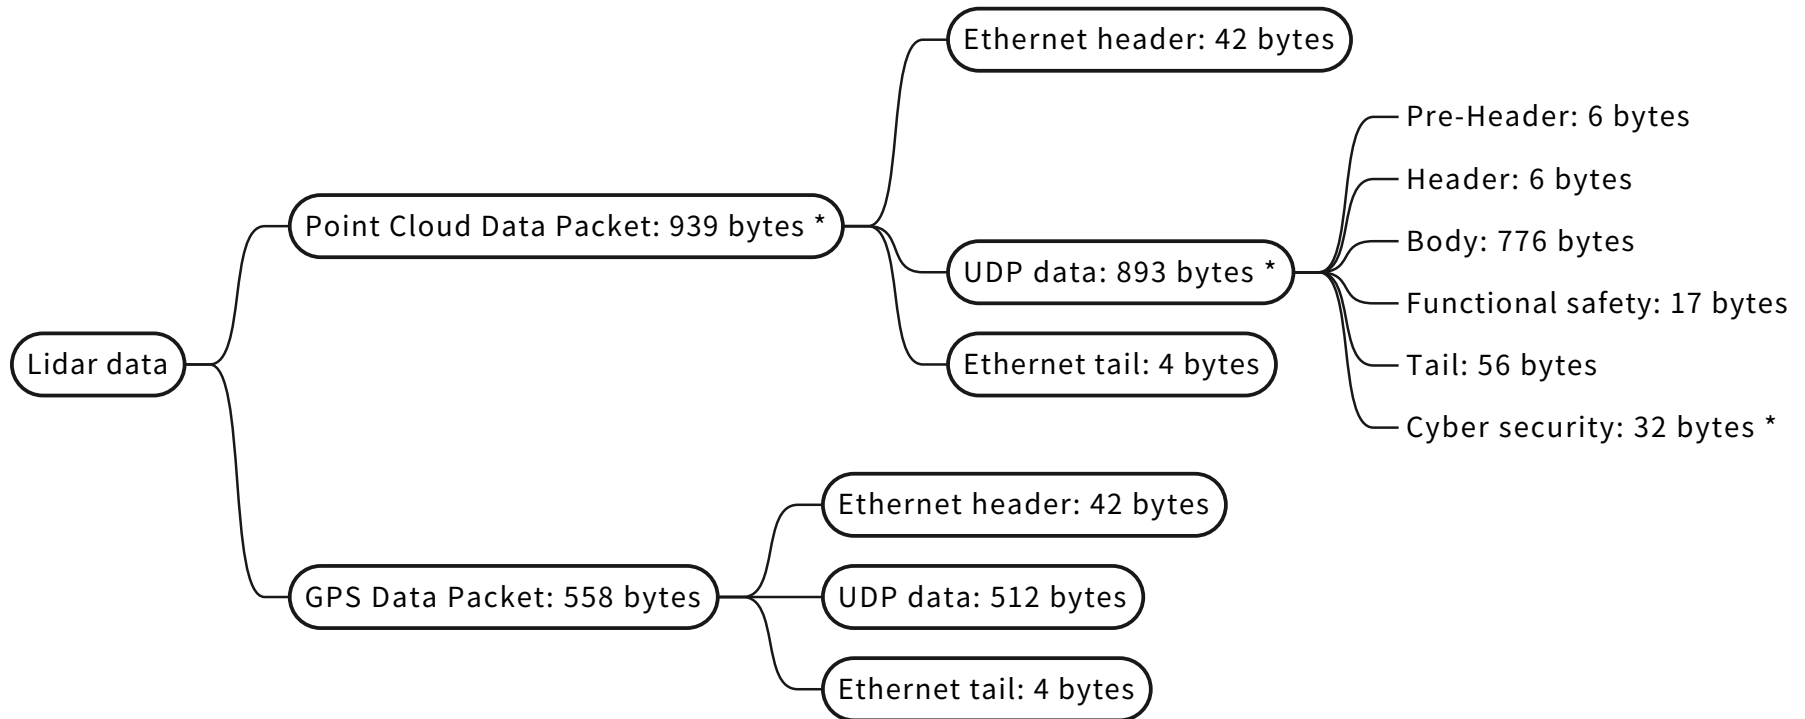 Lidar data
Point Cloud Data Packet: 939 bytes *
Ethernet header: 42 bytes
UDP data: 893 bytes *
Pre-Header: 6 bytes
Header: 6 bytes
Body: 776 bytes
Functional safety: 17 bytes
Tail: 56 bytes
Cyber security: 32 bytes *
Ethernet tail: 4 bytes
GPS Data Packet: 558 bytes
Ethernet header: 42 bytes
UDP data: 512 bytes
Ethernet tail: 4 bytes